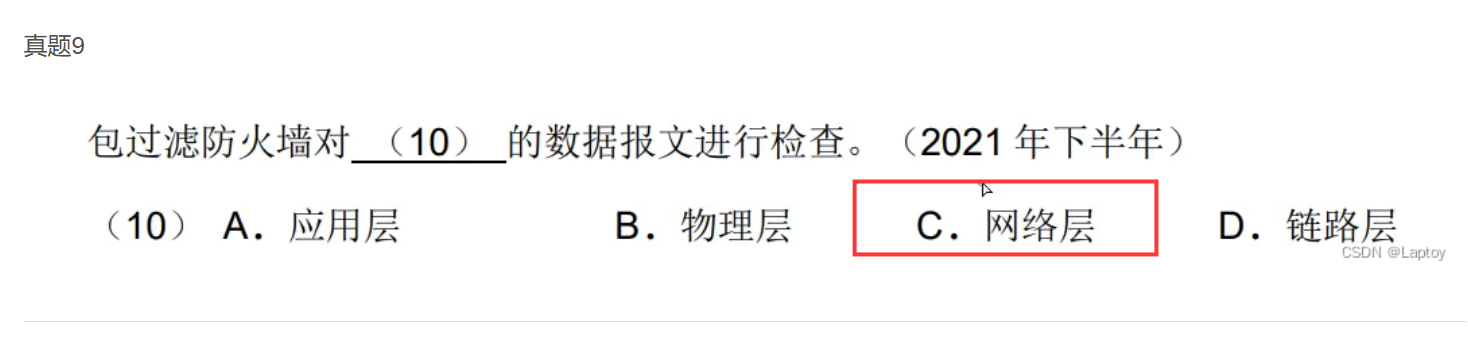 真题9
包过滤防火墙对（10）的数据报文进行检查。（2021 年下半年）
（10） A．应用层 B．物理层 C．网络层 D．链路层
CSDN @Laptoy